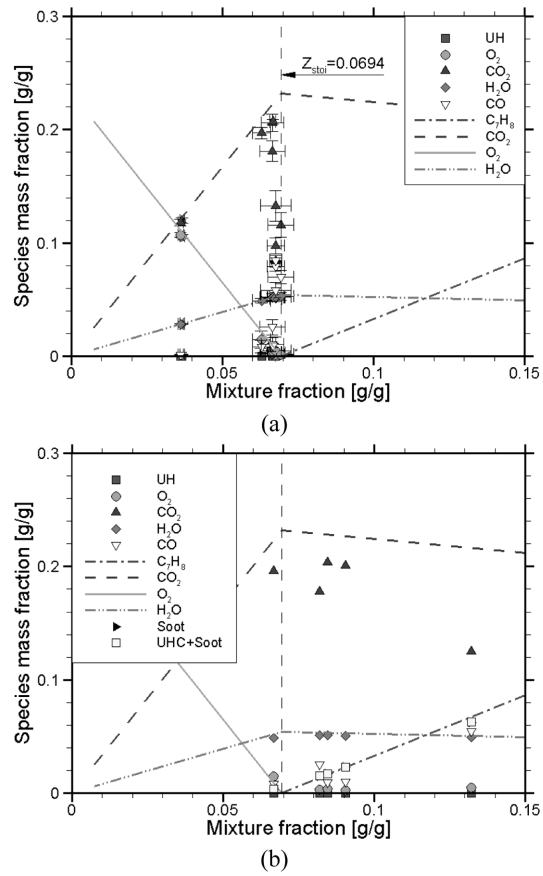 0.3
0.2
0.1
0
Species mass fraction [g/g]
Z_stoi=0.0694
UH
O₂
CO₂
H₂O
CO
C₇H₈
CO₂
O₂
H₂O
0
0.05
0.1
0.15
Mixture fraction [g/g]
(a)
0.3
0.2
0.1
0
Species mass fraction [g/g]
UH
O₂
CO₂
H₂O
CO
C₇H₈
CO₂
O₂
H₂O
Soot
UHC+Soot
0
0.05
0.1
0.15
Mixture fraction [g/g]
(b)